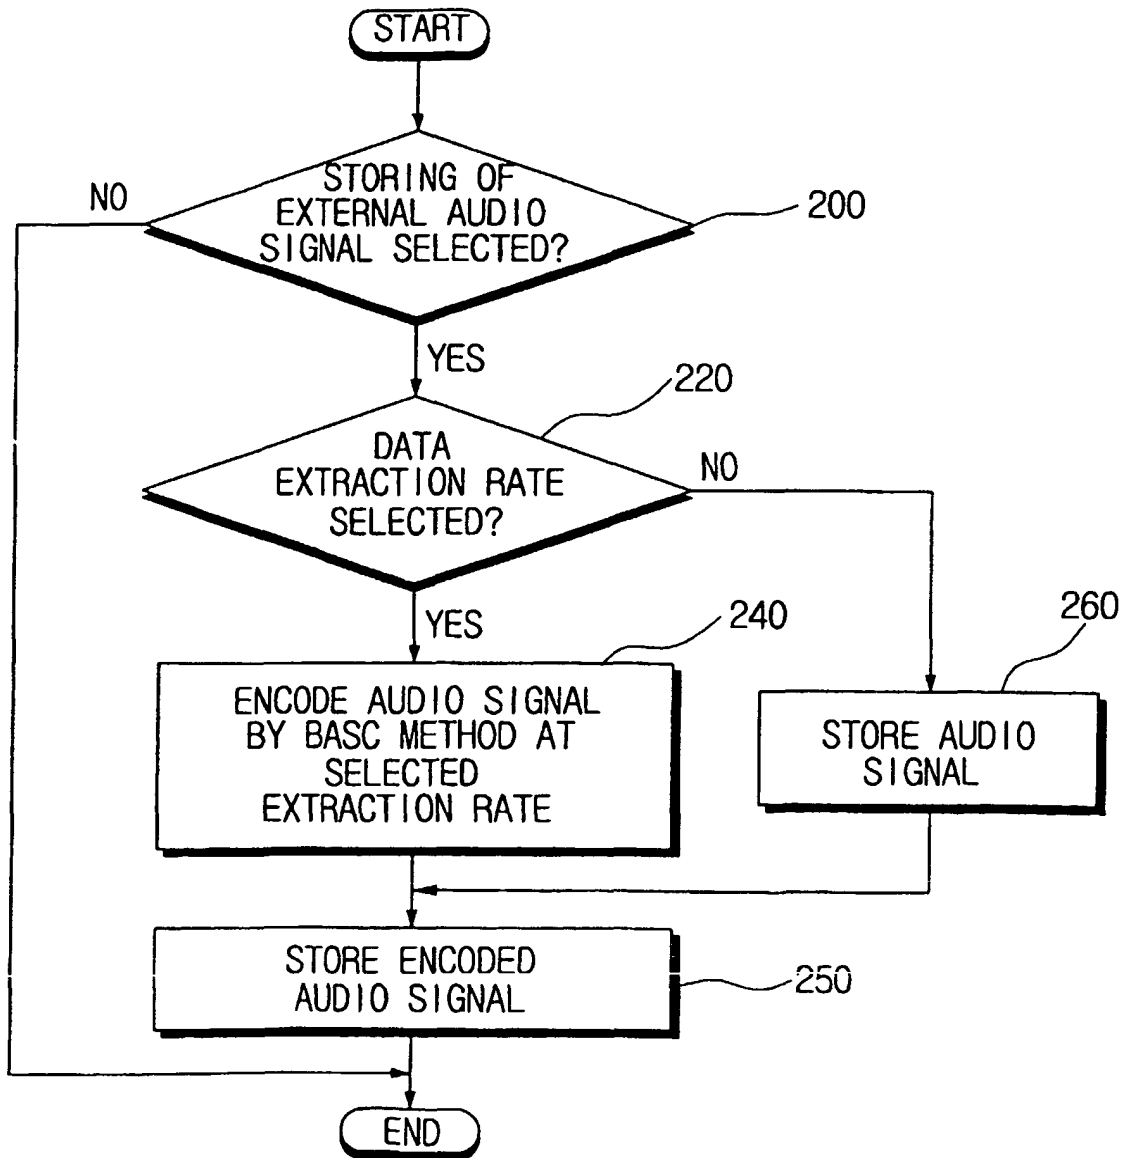 START
STORING OF
EXTERNAL AUDIO
SIGNAL SELECTED?
NO
200
YES
220
DATA
EXTRACTION RATE
SELECTED?
NO
YES
240
260
ENCODE AUDIO SIGNAL
BY BASC METHOD AT
SELECTED
EXTRACTION RATE
STORE AUDIO
SIGNAL
STORE ENCODED
AUDIO SIGNAL
250
END